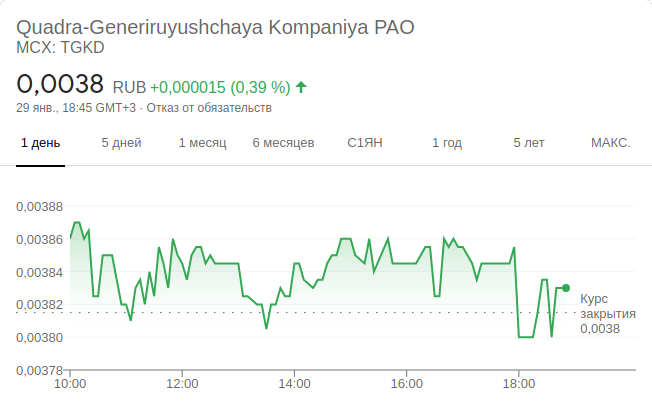 Quadra-Generiruyushchaya Kompaniya PAO
MCX: TGKD
0,0038 RUB +0,000015 (0,39 %)
29 янв., 18:45 GMT+3 · Отказ от обязательств
1 день 5 дней 1 месяц 6 месяцев С1ЯН 1 год 5 лет МАКС.
0,00388
0,00386
0,00384
0,00382
0,00380
0,00378
Курс
закрытия
0,0038
10:00 12:00 14:00 16:00 18:00